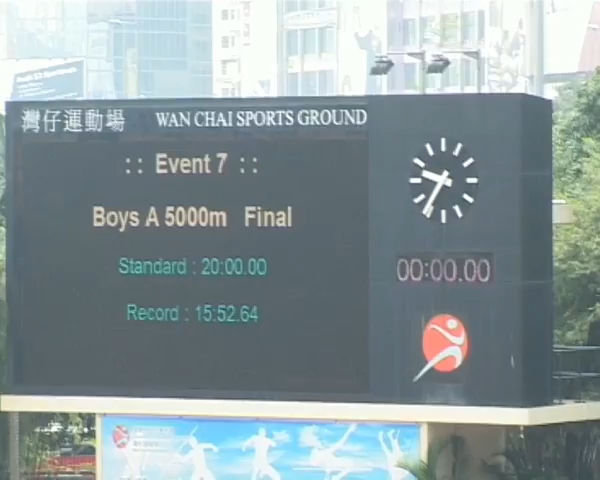 灣仔運動場 WAN CHAI SPORTS GROUND
:: Event 7 ::
Boys A 5000m Final
Standard : 20:00.00
Record : 15:52.64
00:00.00